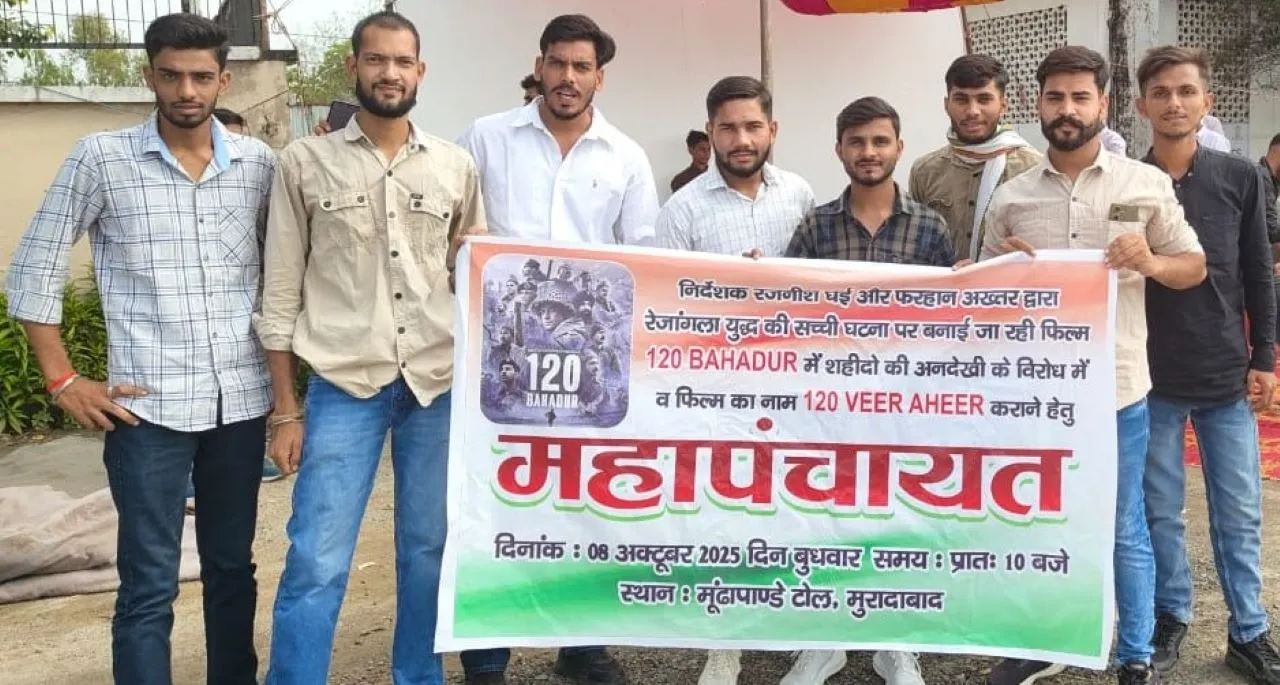 120
BAHADUR
निर्देशक रजनीश घई और फरहान अख्तर द्वारा
रेजांगला युद्ध की सच्ची घटना पर बनाई जा रही फिल्म
120 BAHADUR में शहीदो की अनदेखी के विरोध में
व फिल्म का नाम 120 VEER AHEER कराने हेतु
महापंचायत
दिनांक : 08 अक्टूबर 2025 दिन बुधवार समय : प्रातः 10 बजे
स्थान : मूंढापाण्डे टोल, मुरादाबाद